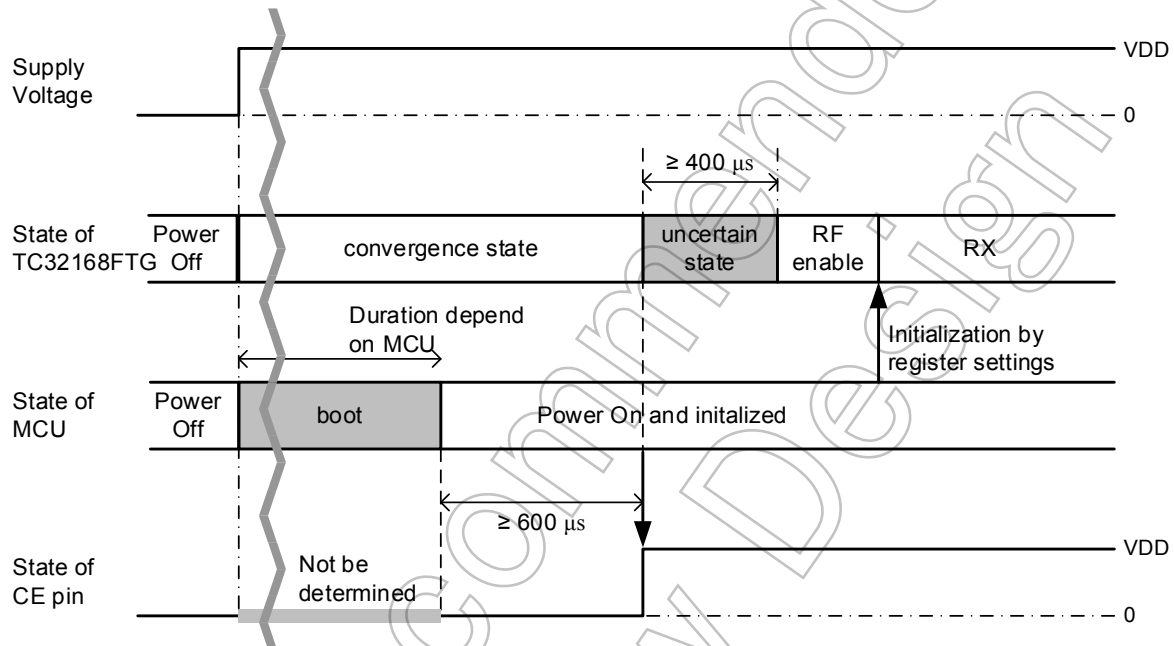 Supply
Voltage
VDD
0
≥ 400 μs
State of
TC32168FTG
Power
Off
convergence state
uncertain
state
RF
enable
RX
Duration depend
on MCU
Initialization by
register settings
State of
MCU
Power
Off
boot
Power On and initalized
≥ 600 μs
State of
CE pin
Not be
determined
VDD
0